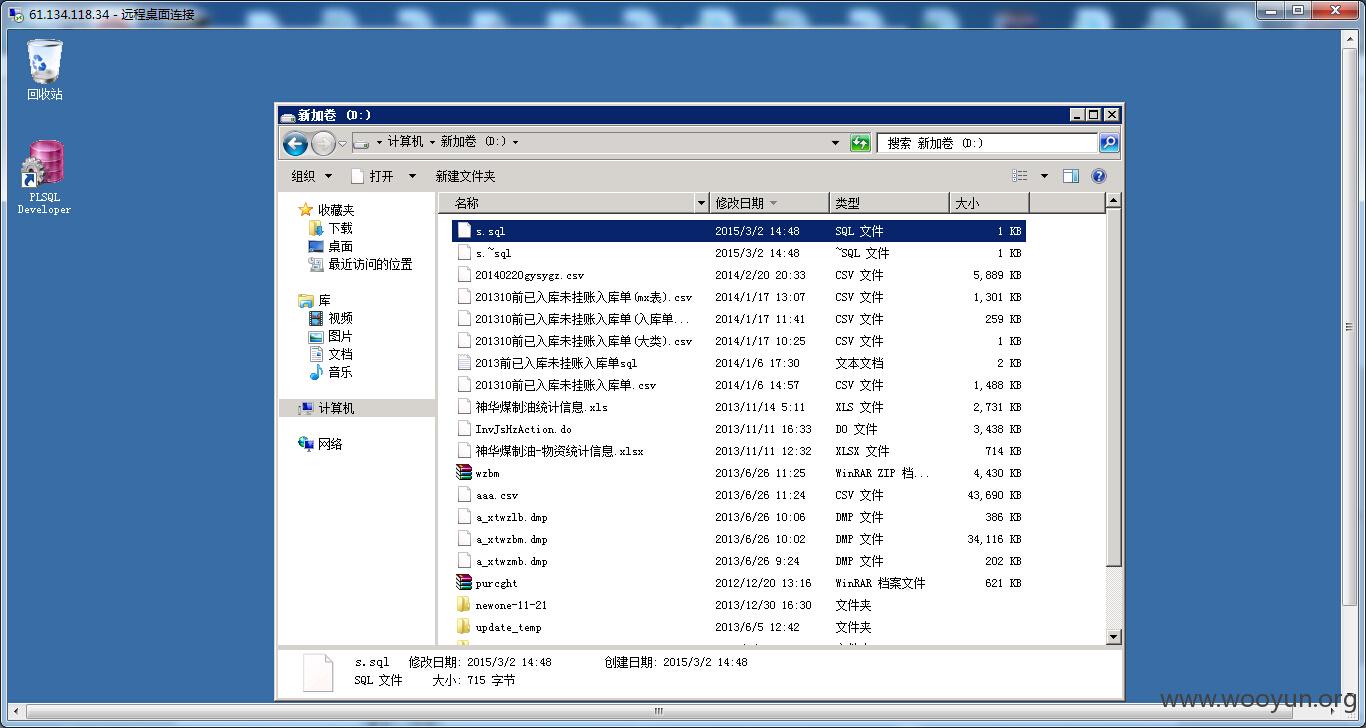 61.134.118.34 - 远程桌面连接
回收站
PLSQL
Developer
新加卷 (D:)
计算机 新加卷 (D:)
搜索 新加卷 (D:)
组织 打开 新建文件夹
收藏夹
下载
桌面
最近访问的位置
库
视频
图片
文档
音乐
计算机
网络
名称 修改日期 类型 大小
s.sql 2015/3/2 14:48 SQL 文件 1 KB
s.~sql 2015/3/2 14:48 ~SQL 文件 1 KB
20140220gysygz.csv 2014/2/20 20:33 CSV 文件 5,889 KB
201310前已入库未挂账入库单(mx表).csv 2014/1/17 13:07 CSV 文件 1,301 KB
201310前已入库未挂账入库单(入库单... 2014/1/17 11:41 CSV 文件 259 KB
201310前已入库未挂账入库单(大类).csv 2014/1/17 10:25 CSV 文件 1 KB
2013前已入库未挂账入库单sql 2014/1/6 17:30 文本文档 2 KB
201310前已入库未挂账入库单.csv 2014/1/6 14:57 CSV 文件 1,488 KB
神华煤制油统计信息.xls 2013/11/14 5:11 XLS 文件 2,731 KB
InvJsHzAction.do 2013/11/11 16:33 DO 文件 3,438 KB
神华煤制油-物资统计信息.xlsx 2013/11/11 12:32 XLSX 文件 714 KB
wzbm 2013/6/26 11:25 WinRAR ZIP 档... 4,430 KB
aaa.csv 2013/6/26 11:24 CSV 文件 43,690 KB
a_xtwzlb.dmp 2013/6/26 10:06 DMP 文件 386 KB
a_xtwzbm.dmp 2013/6/26 10:02 DMP 文件 34,116 KB
a_xtwzmb.dmp 2013/6/26 9:24 DMP 文件 202 KB
purcght 2012/12/20 13:16 WinRAR 档案文件 621 KB
newone-11-21 2013/12/30 16:30 文件夹
update_temp 2013/6/5 12:42 文件夹
s.sql 修改日期: 2015/3/2 14:48 创建日期: 2015/3/2 14:48
SQL 文件 大小: 715 字节
www.wooyun.org